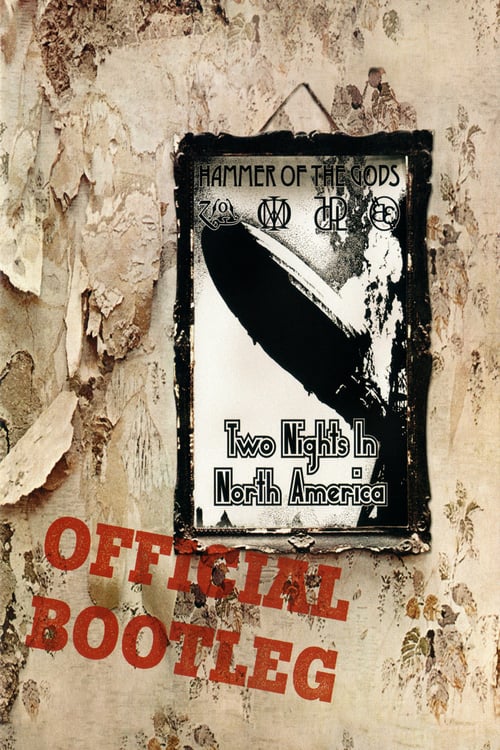 HAMMER OF THE GODS
Two Nights In
North America
OFFICIAL
BOOTLEG